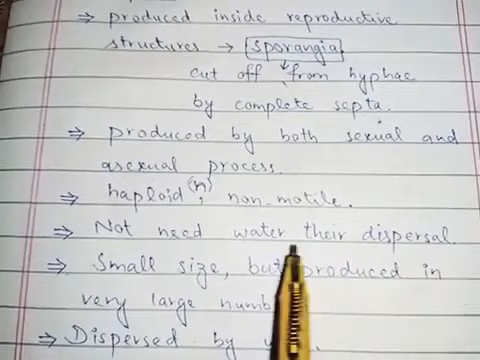 ⇒ produced inside reproductive
structures → sporangia
cut off from hyphae
by complete septa.
⇒ produced by both sexual and
asexual process.
⇒ haploid (n), non-motile.
⇒ Not need water their dispersal.
⇒ Small size, but produced in
very large
⇒ Dispersed by